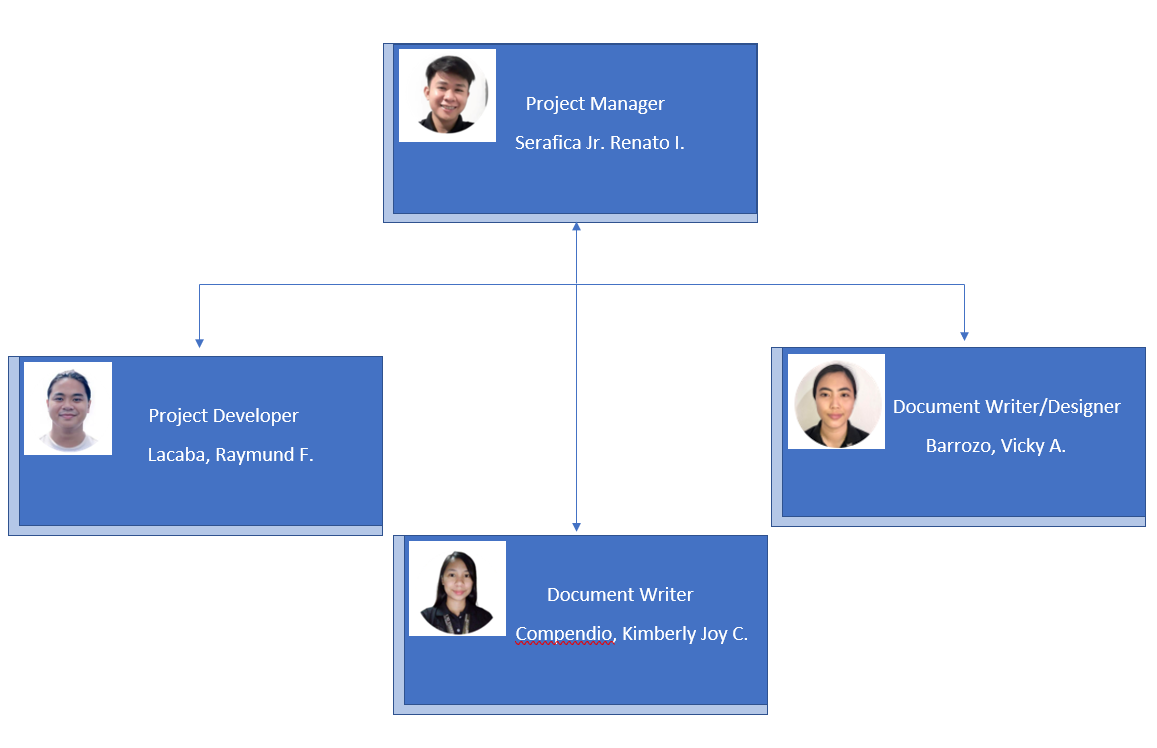 Project Manager
Serafica Jr. Renato I.
Project Developer
Lacaba, Raymund F.
Document Writer/Designer
Barrozo, Vicky A.
Document Writer
Compendio, Kimberly Joy C.